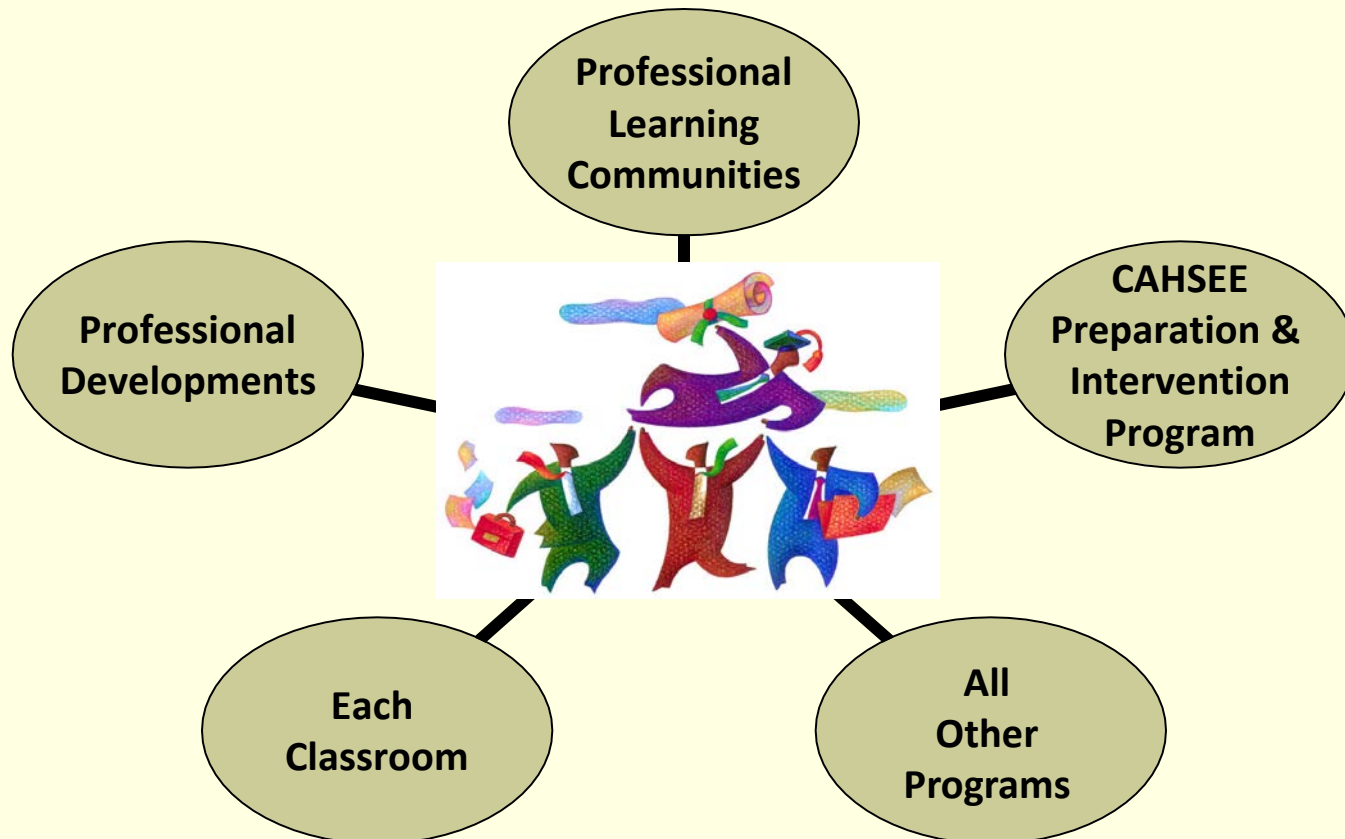 Professional
Learning
Communities
Professional
Developments
CAHSEE
Preparation &
Intervention
Program
Each
Classroom
All
Other
Programs